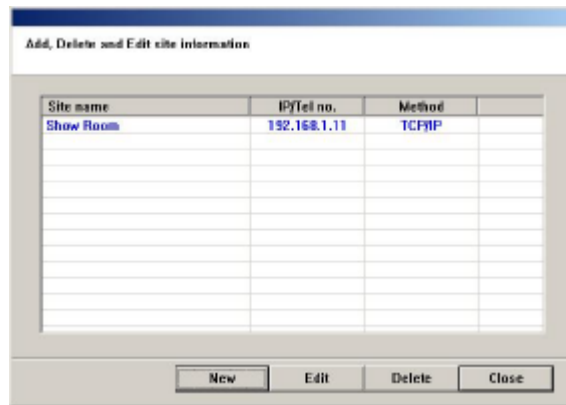 Add, Delete and Edit site information
Site name IP/Tel no. Method
Show Room 192.168.1.11 TCP/IP
New Edit Delete Close